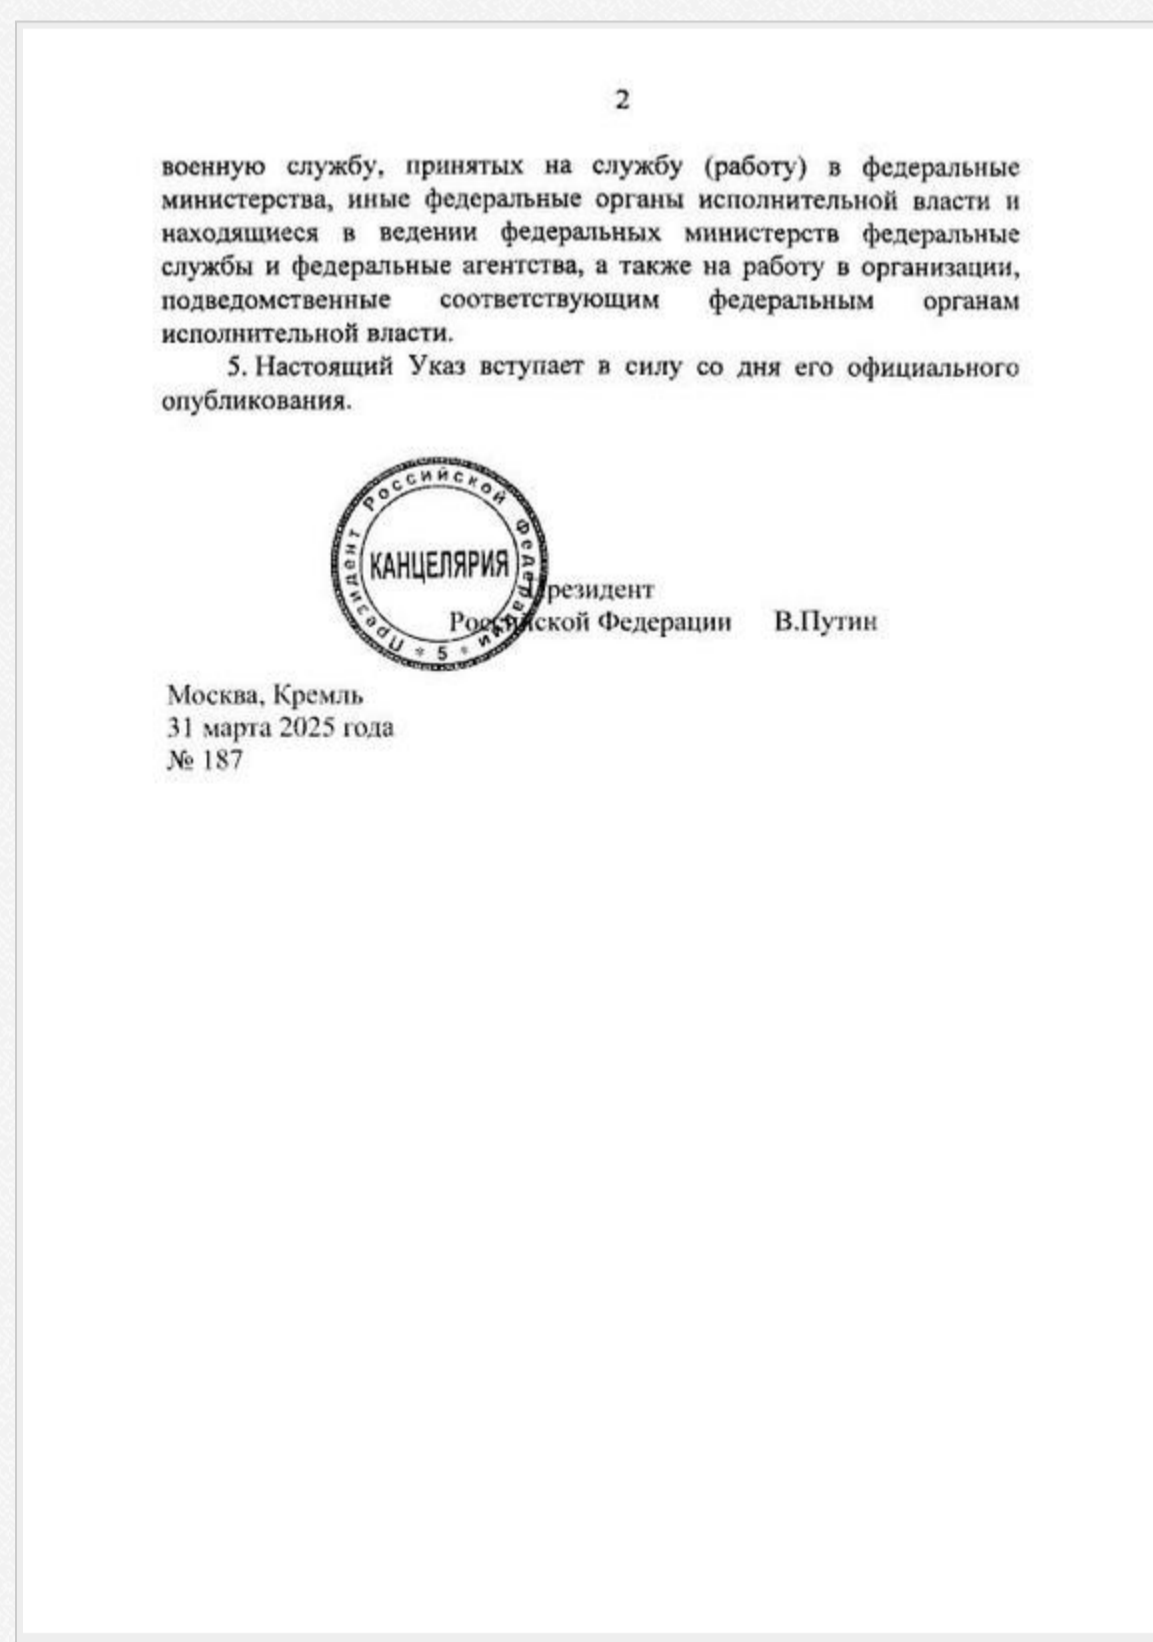 2
военную службу, принятых на службу (работу) в федеральные
министерства, иные федеральные органы исполнительной власти и
находящиеся в ведении федеральных министерств федеральные
службы и федеральные агентства, а также на работу в организации,
подведомственные соответствующим федеральным органам
исполнительной власти.
5. Настоящий Указ вступает в силу со дня его официального
опубликования.
Президент Российской Федерации * 5 *
КАНЦЕЛЯРИЯ
Президент
Российской Федерации В.Путин
Москва, Кремль
31 марта 2025 года
№ 187